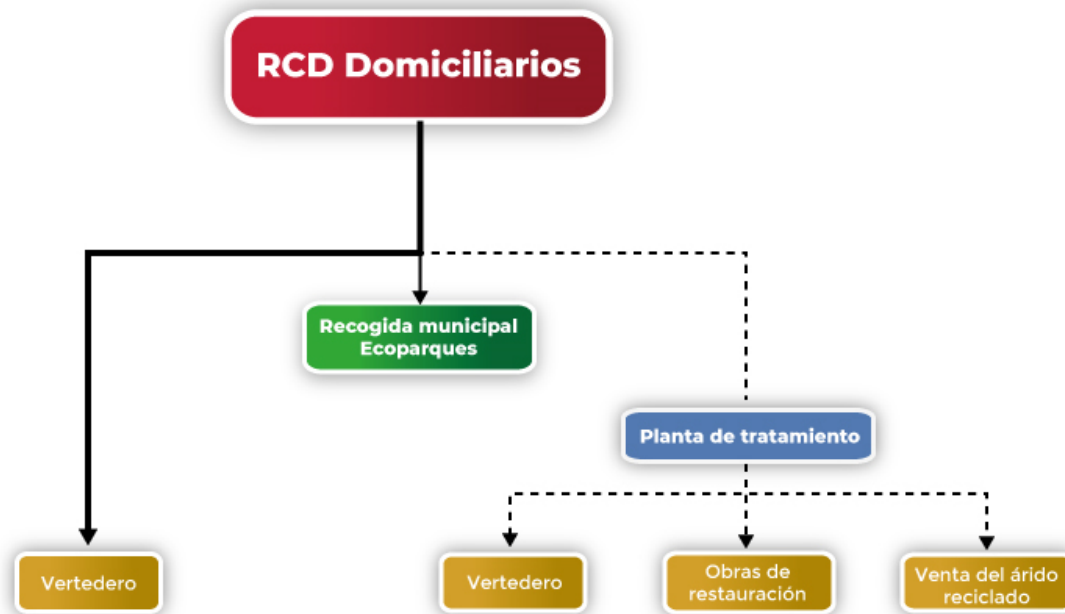 RCD Domiciliarios
Recogida municipal
Ecoparques
Planta de tratamiento
Vertedero
Vertedero
Obras de
restauración
Venta del árido
reciclado